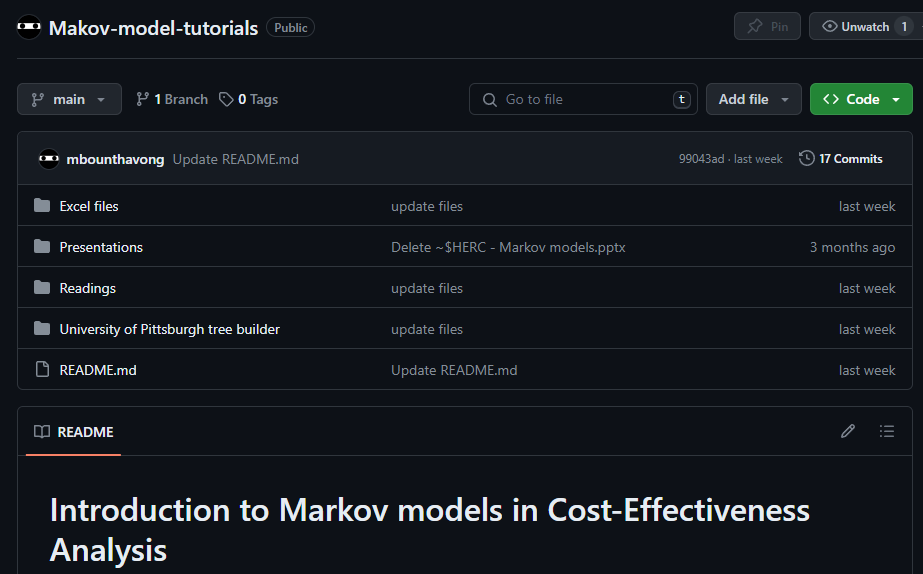 Makov-model-tutorials Public Pin Unwatch 1
main 1 Branch 0 Tags Go to file t Add file Code
mbounthavong Update README.md 99043ad · last week 17 Commits
Excel files update files last week
Presentations Delete ~$HERC - Markov models.pptx 3 months ago
Readings update files last week
University of Pittsburgh tree builder update files last week
README.md Update README.md last week
README
Introduction to Markov models in Cost-Effectiveness
Analysis